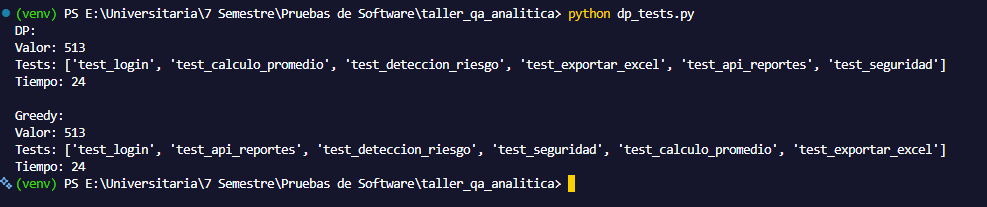 (venv) PS E:\Universitaria\7 Semestre\Pruebas de Software\taller_qa_analitica> python dp_tests.py
DP:
Valor: 513
Tests: ['test_login', 'test_calculo_promedio', 'test_deteccion_riesgo', 'test_exportar_excel', 'test_api_reportes', 'test_seguridad']
Tiempo: 24

Greedy:
Valor: 513
Tests: ['test_login', 'test_api_reportes', 'test_deteccion_riesgo', 'test_seguridad', 'test_calculo_promedio', 'test_exportar_excel']
Tiempo: 24
(venv) PS E:\Universitaria\7 Semestre\Pruebas de Software\taller_qa_analitica>